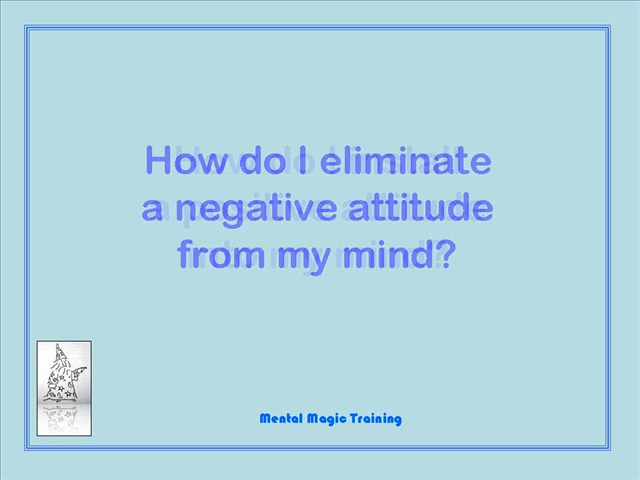 How do I eliminate
a negative attitude
from my mind?
Mental Magic Training